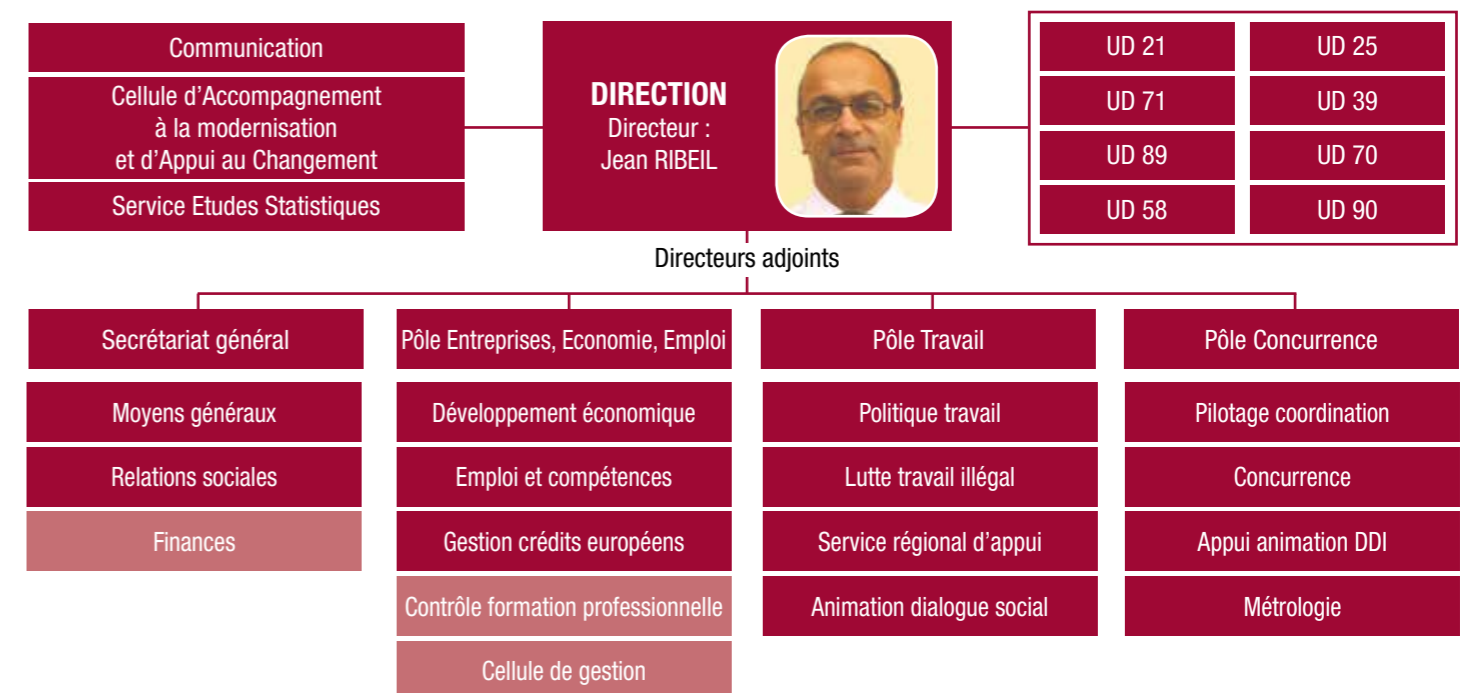 Communication
Cellule d'Accompagnement
à la modernisation
et d'Appui au Changement
Service Etudes Statistiques
DIRECTION
Directeur :
Jean RIBEIL
UD 21
UD 25
UD 71
UD 39
UD 89
UD 70
UD 58
UD 90
Directeurs adjoints
Secrétariat général
Moyens généraux
Relations sociales
Finances
Pôle Entreprises, Economie, Emploi
Développement économique
Emploi et compétences
Gestion crédits européens
Contrôle formation professionnelle
Cellule de gestion
Pôle Travail
Politique travail
Lutte travail illégal
Service régional d'appui
Animation dialogue social
Pôle Concurrence
Pilotage coordination
Concurrence
Appui animation DDI
Métrologie